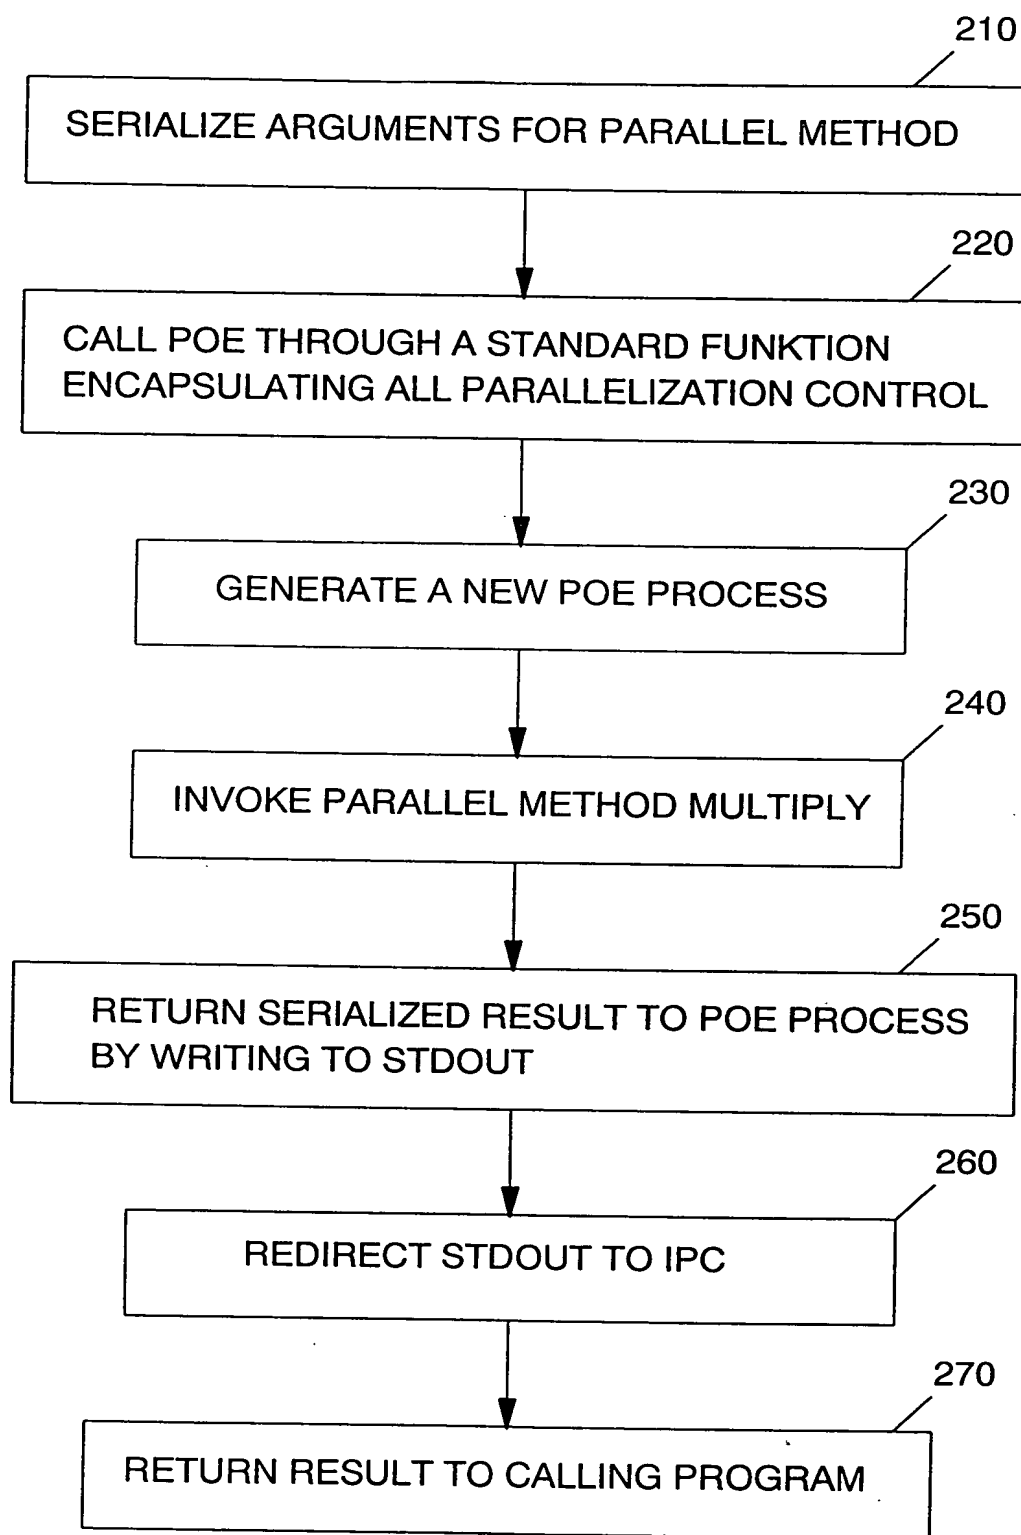 210
SERIALIZE ARGUMENTS FOR PARALLEL METHOD
220
CALL POE THROUGH A STANDARD FUNKTION
ENCAPSULATING ALL PARALLELIZATION CONTROL
230
GENERATE A NEW POE PROCESS
240
INVOKE PARALLEL METHOD MULTIPLY
250
RETURN SERIALIZED RESULT TO POE PROCESS
BY WRITING TO STDOUT
260
REDIRECT STDOUT TO IPC
270
RETURN RESULT TO CALLING PROGRAM